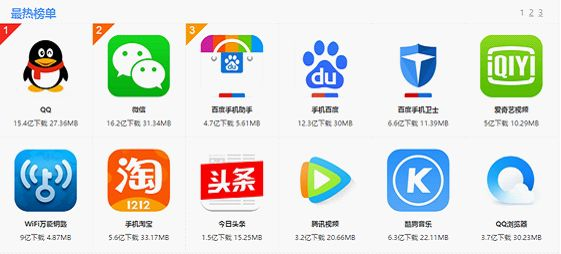 最热榜单
1 2 3
1
2
3
du
iQIYI
QQ
微信
百度手机助手
手机百度
百度手机卫士
爱奇艺视频
15.4亿下载 27.36MB
16.2亿下载 31.34MB
4.7亿下载 5.61MB
12.3亿下载 30MB
6.6亿下载 11.39MB
5亿下载 10.29MB
淘
1212
头条
K
WiFi万能钥匙
手机淘宝
今日头条
腾讯视频
酷狗音乐
QQ浏览器
9亿下载 4.87MB
5.6亿下载 33.17MB
1.5亿下载 15.25MB
3.2亿下载 20.66MB
6.3亿下载 22.11MB
3.7亿下载 30.23MB